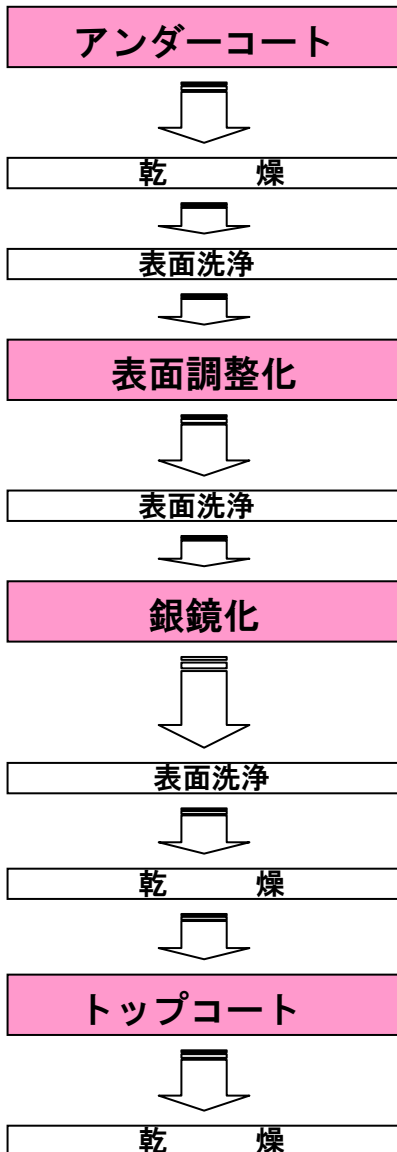 アンダーコート
乾　　　燥
表面洗浄
表面調整化
表面洗浄
銀鏡化
表面洗浄
乾　　　燥
トップコート
乾　　　燥